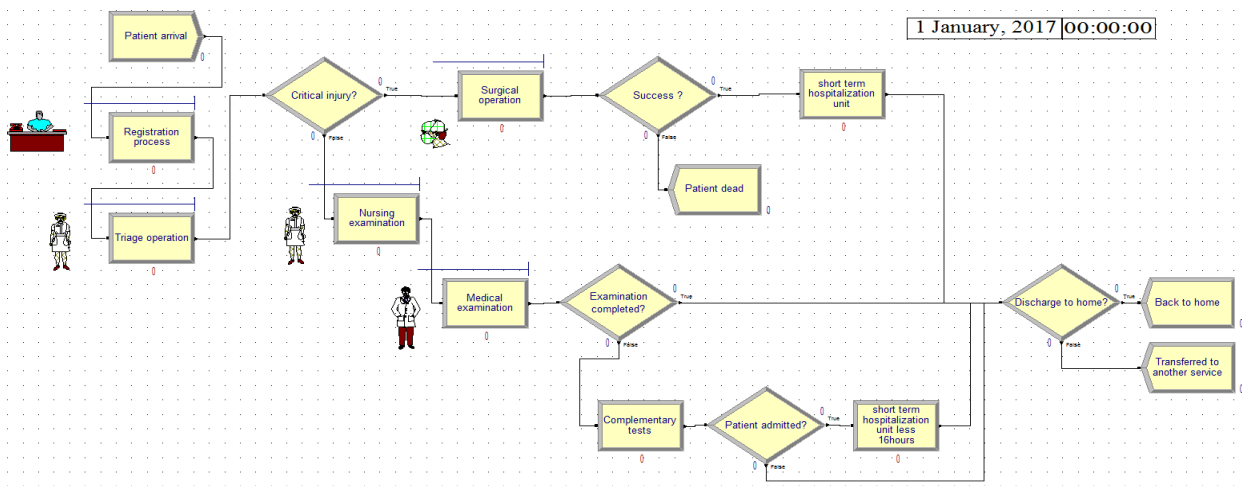 1 January, 2017 00:00:00
Patient arrival
0
Registration
process
0
Triage operation
0
Critical injury?
0
True
0
False
Surgical
operation
0
Success ?
0
True
0
False
short term
hospitalization
unit
0
Patient dead
0
Nursing
examination
0
Medical
examination
0
Examination
completed?
0
True
0
False
Complementary
tests
0
Patient admitted?
0
True
0
False
short term
hospitalization
unit less
16hours
0
Discharge to home?
0
True
0
False
Back to home
0
Transferred to
another service
0